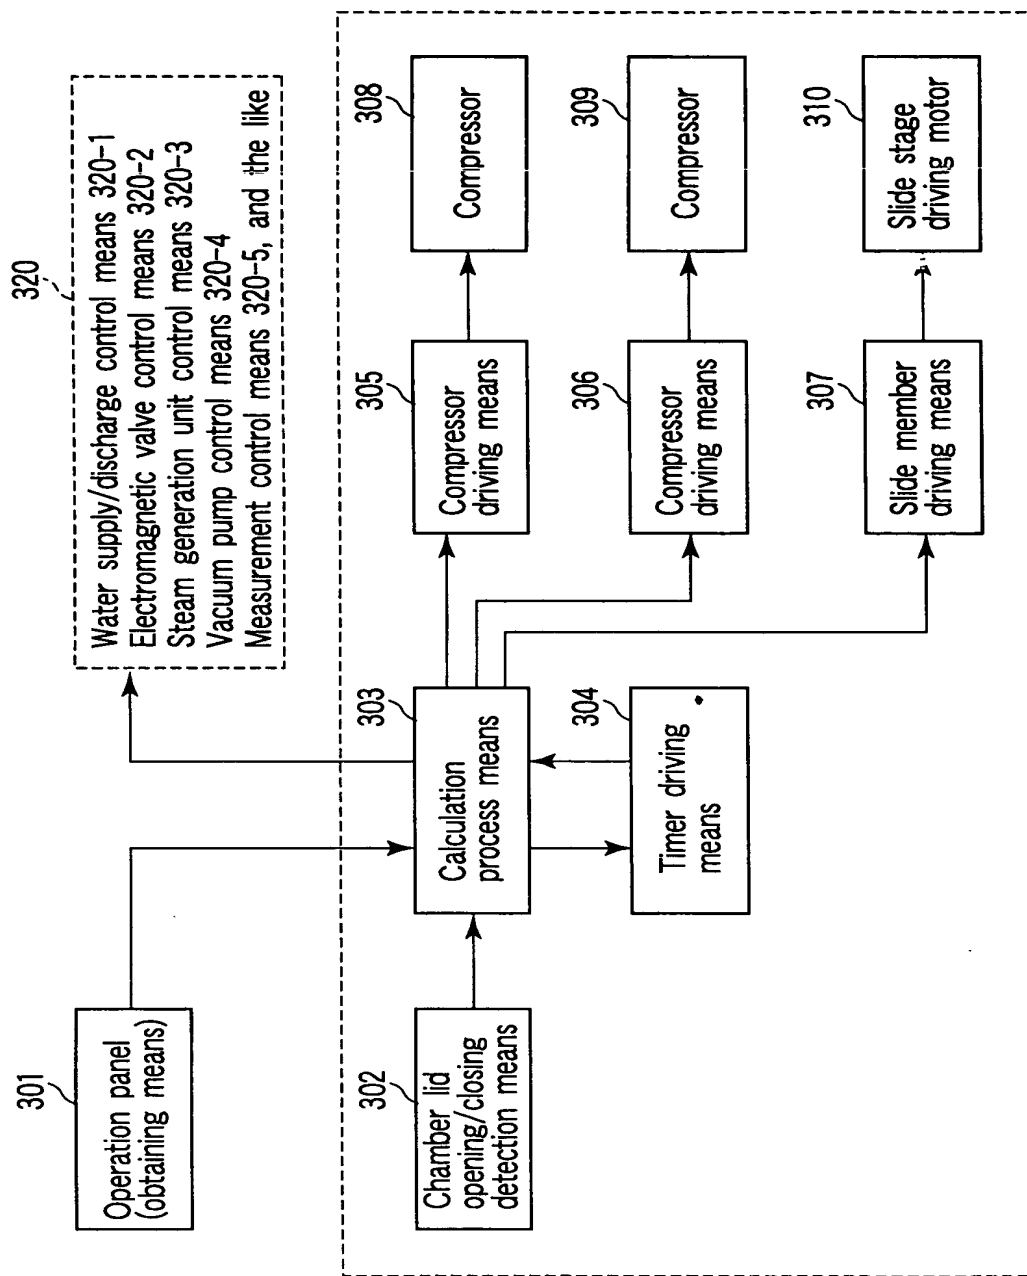 320
Water supply/discharge control means 320-1
Electromagnetic valve control means 320-2
Steam generation unit control means 320-3
Vacuum pump control means 320-4
Measurement control means 320-5, and the like
301
Operation panel
(obtaining means)
302
Chamber lid
opening/closing
detection means
303
Calculation
process means
304
Timer driving
means
305
Compressor
driving means
308
Compressor
306
Compressor
driving means
309
Compressor
307
Slide member
driving means
310
Slide stage
driving motor